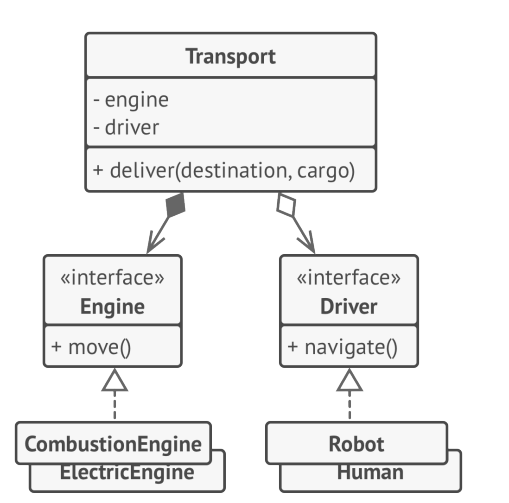 Transport
- engine
- driver
+ deliver(destination, cargo)
«interface»
Engine
+ move()
«interface»
Driver
+ navigate()
CombustionEngine
ElectricEngine
Robot
Human